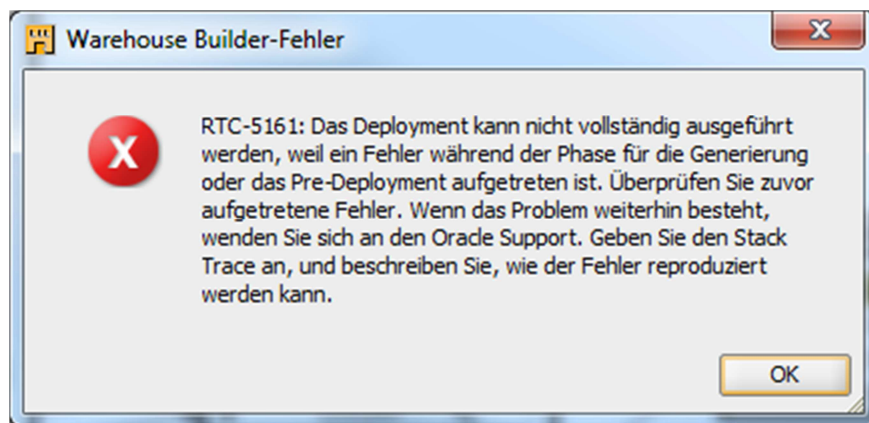 Warehouse Builder-Fehler
RTC-5161: Das Deployment kann nicht vollständig ausgeführt
werden, weil ein Fehler während der Phase für die Generierung
oder das Pre-Deployment aufgetreten ist. Überprüfen Sie zuvor
aufgetretene Fehler. Wenn das Problem weiterhin besteht,
wenden Sie sich an den Oracle Support. Geben Sie den Stack
Trace an, und beschreiben Sie, wie der Fehler reproduziert
werden kann.
OK